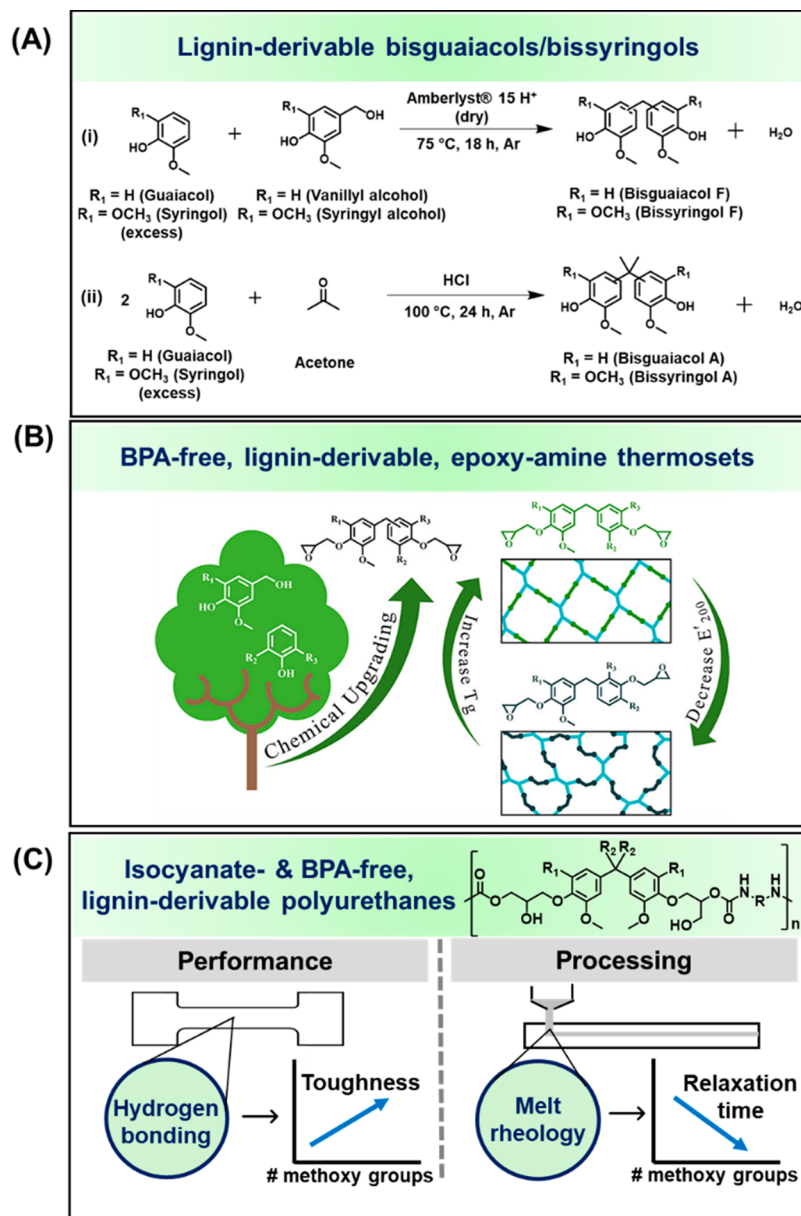 (A)
Lignin-derivable bisguaiacols/bissyringols
(i)
R₁
HO
O
+
R₁
HO
O
OH
Amberlyst® 15 H⁺
(dry)
75 °C, 18 h, Ar
R₁
HO
O
R₁
OH
O
+
H₂O
R₁ = H (Guaiacol)
R₁ = OCH₃ (Syringol)
(excess)
R₁ = H (Vanillyl alcohol)
R₁ = OCH₃ (Syringyl alcohol)
R₁ = H (Bisguaiacol F)
R₁ = OCH₃ (Bissyringol F)
(ii)
2
R₁
HO
O
+
O
HCl
100 °C, 24 h, Ar
R₁
HO
O
R₁
OH
O
+
H₂O
R₁ = H (Guaiacol)
R₁ = OCH₃ (Syringol)
(excess)
Acetone
R₁ = H (Bisguaiacol A)
R₁ = OCH₃ (Bissyringol A)
(B)
BPA-free, lignin-derivable, epoxy-amine thermosets
R₁
R₃
O
O
O
O
O
R₂
R₁
R₃
O
O
O
O
O
R₂
R₁
HO
O
OH
R₂
R₃
OH
Chemical Upgrading
Increase Tg
Decrease E'₂₀₀
R₁
R₃
O
O
O
O
O
R₂
(C)
Isocyanate- & BPA-free,
lignin-derivable polyurethanes
O
O
OH
O
R₁
O
R₂
R₂
R₁
O
O
HO
O
O
H
N
R
H
N
n
Performance
Processing
Hydrogen
bonding
Toughness
# methoxy groups
Melt
rheology
Relaxation
time
# methoxy groups